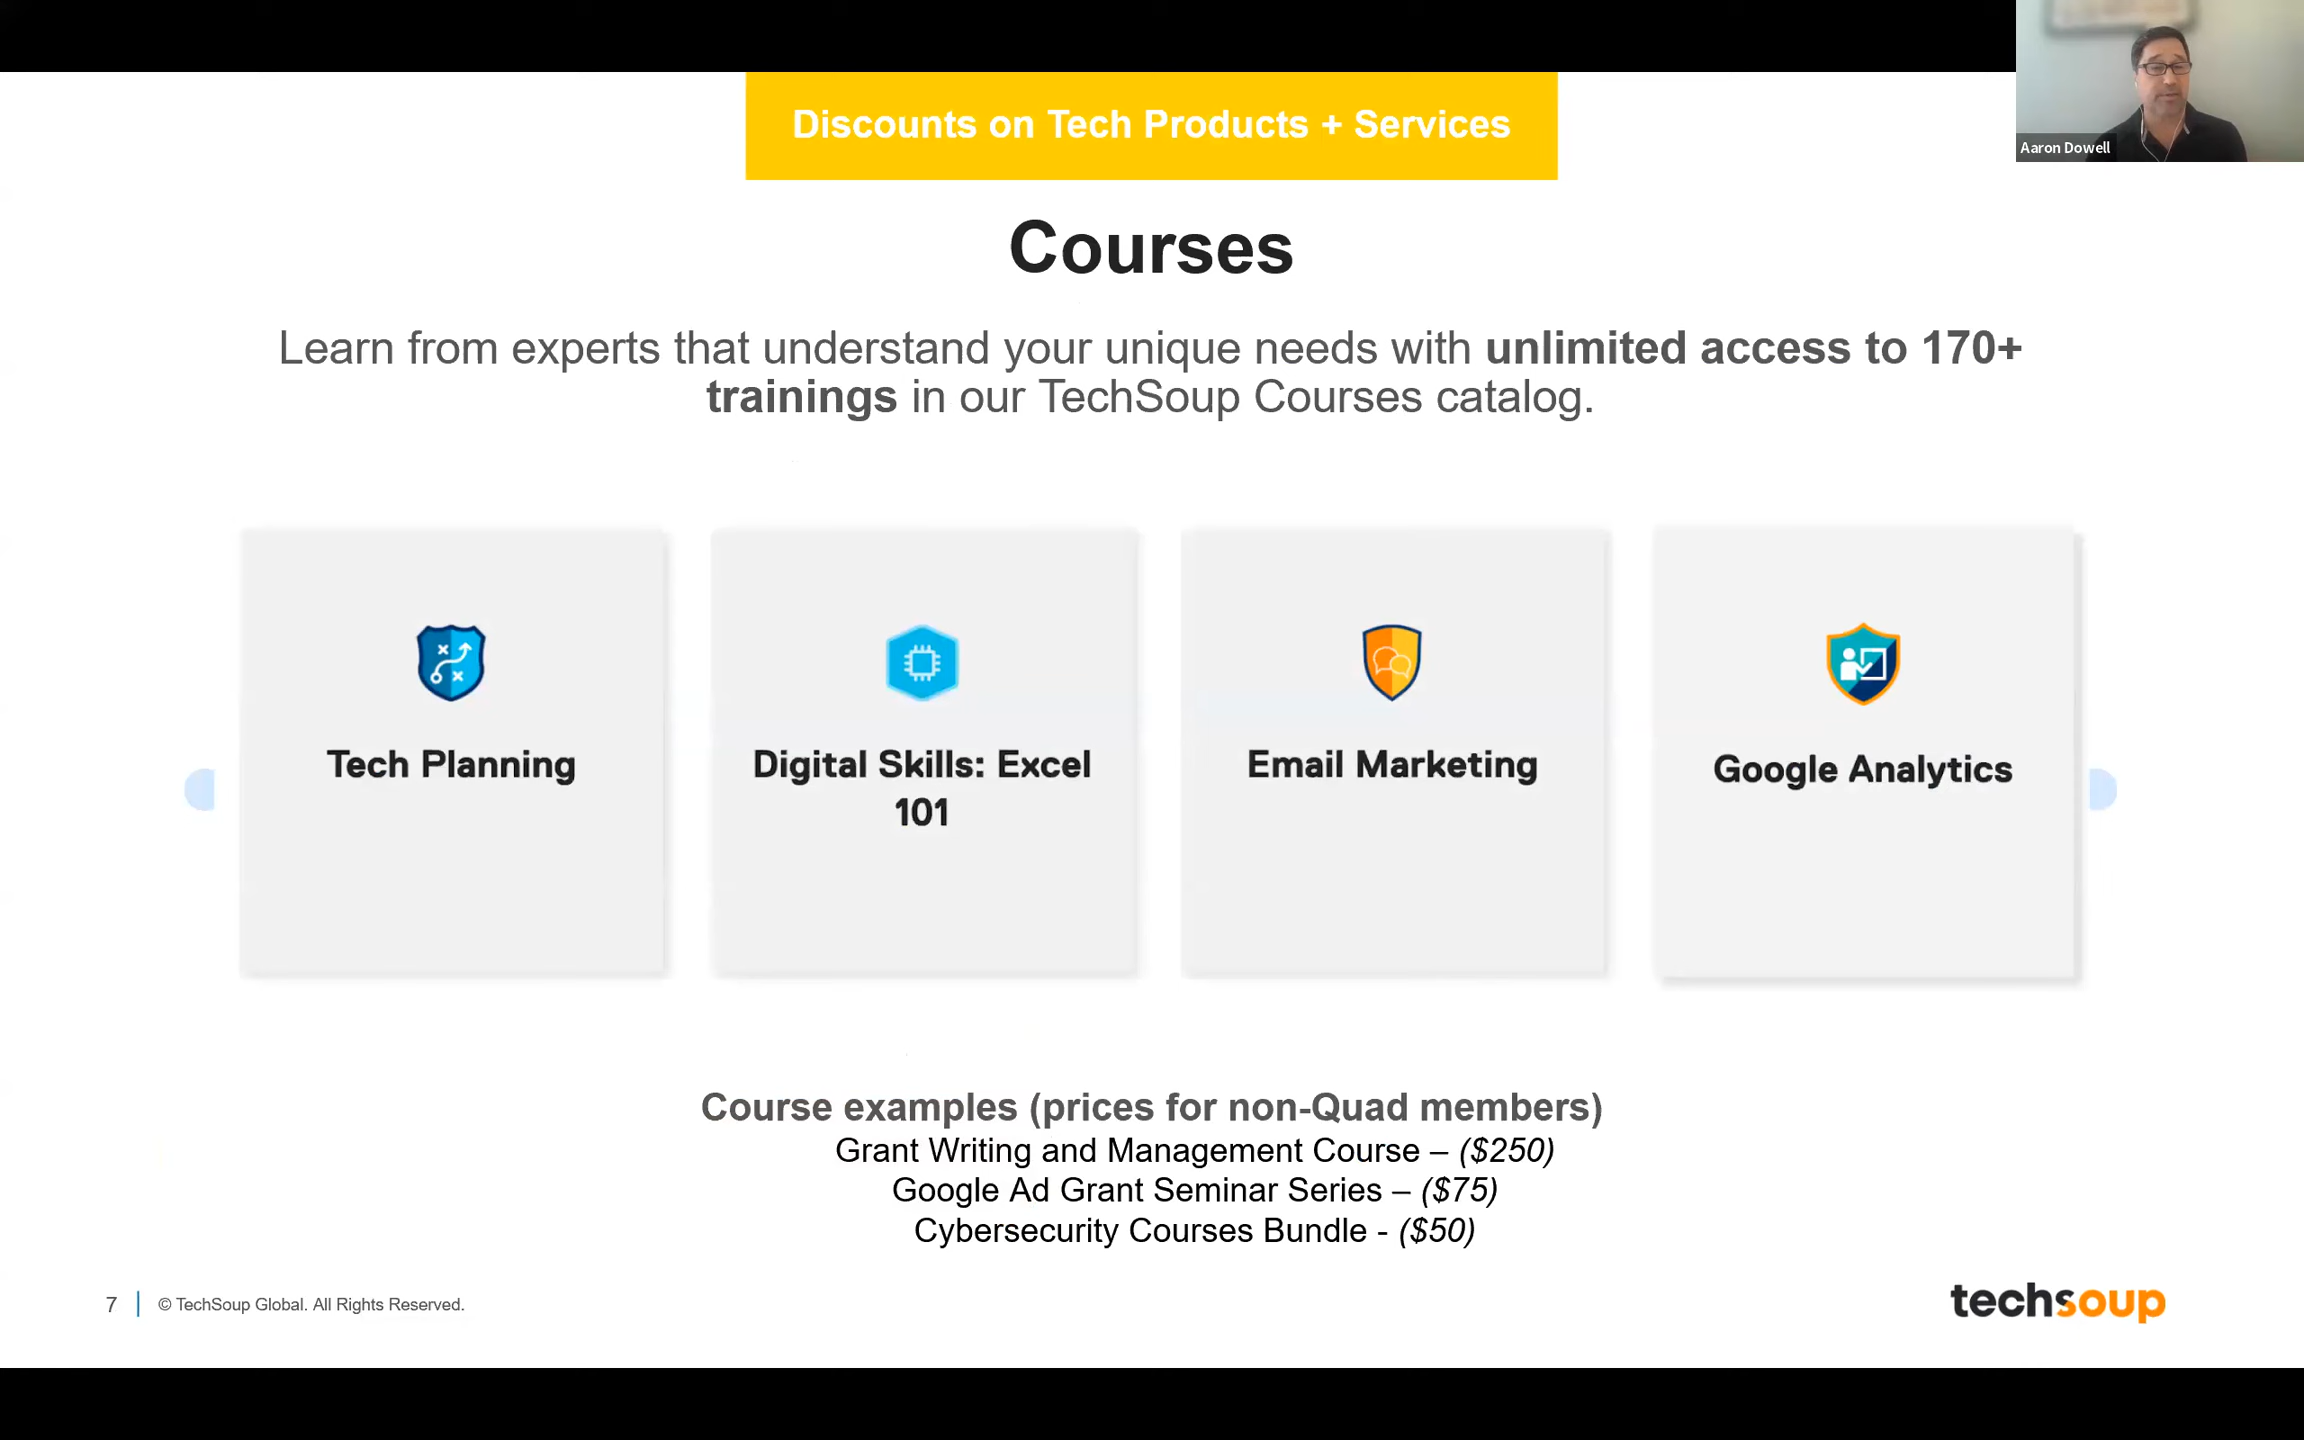 Discounts on Tech Products + Services
Aaron Dowell
Courses
Learn from experts that understand your unique needs with unlimited access to 170+
trainings in our TechSoup Courses catalog.
Tech Planning
Digital Skills: Excel
101
Email Marketing
Google Analytics
Course examples (prices for non-Quad members)
Grant Writing and Management Course – ($250)
Google Ad Grant Seminar Series – ($75)
Cybersecurity Courses Bundle - ($50)
7
© TechSoup Global. All Rights Reserved.
techsoup